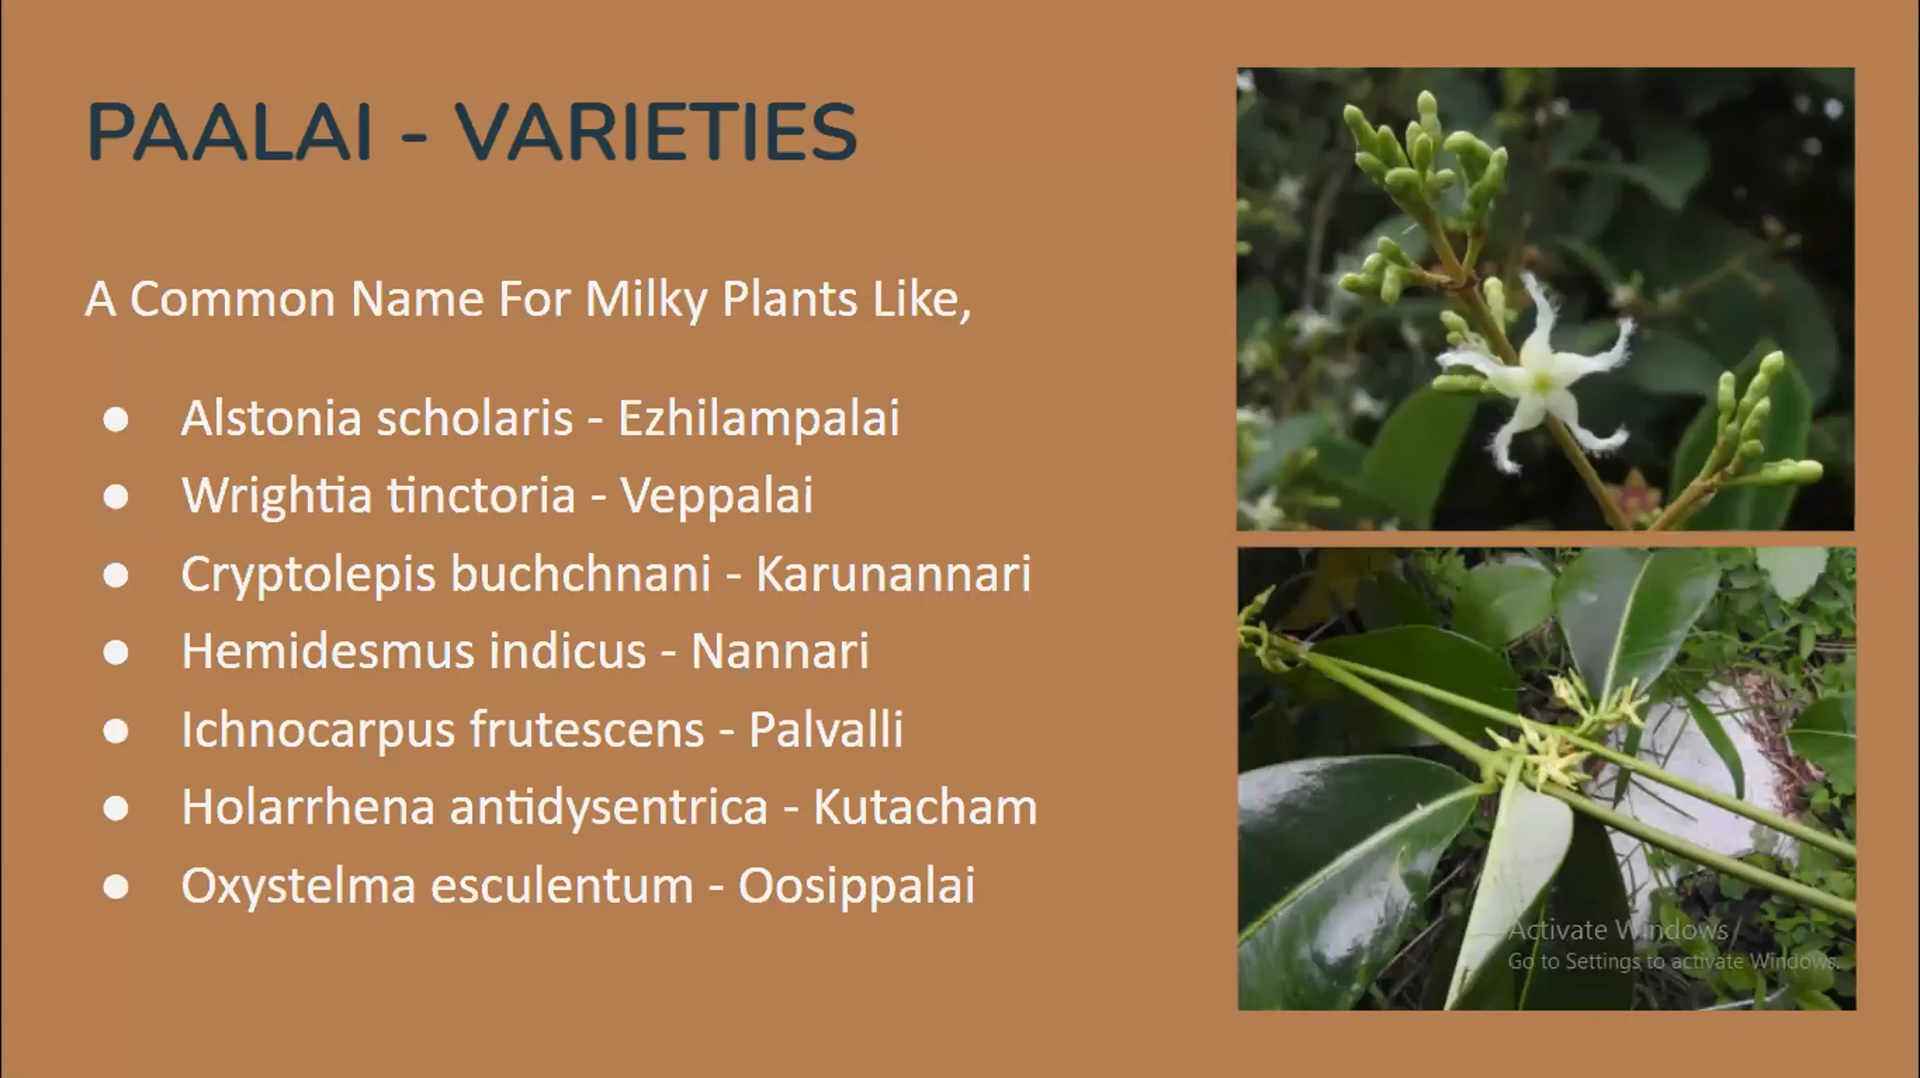 PAALAI - VARIETIES
A Common Name For Milky Plants Like,
● Alstonia scholaris - Ezhilampalai
● Wrightia tinctoria - Veppalai
● Cryptolepis buchchnani - Karunannari
● Hemidesmus indicus - Nannari
● Ichnocarpus frutescens - Palvalli
● Holarrhena antidysentrica - Kutacham
● Oxystelma esculentum - Oosippalai
Activate Windows
Go to Settings to activate Windows.